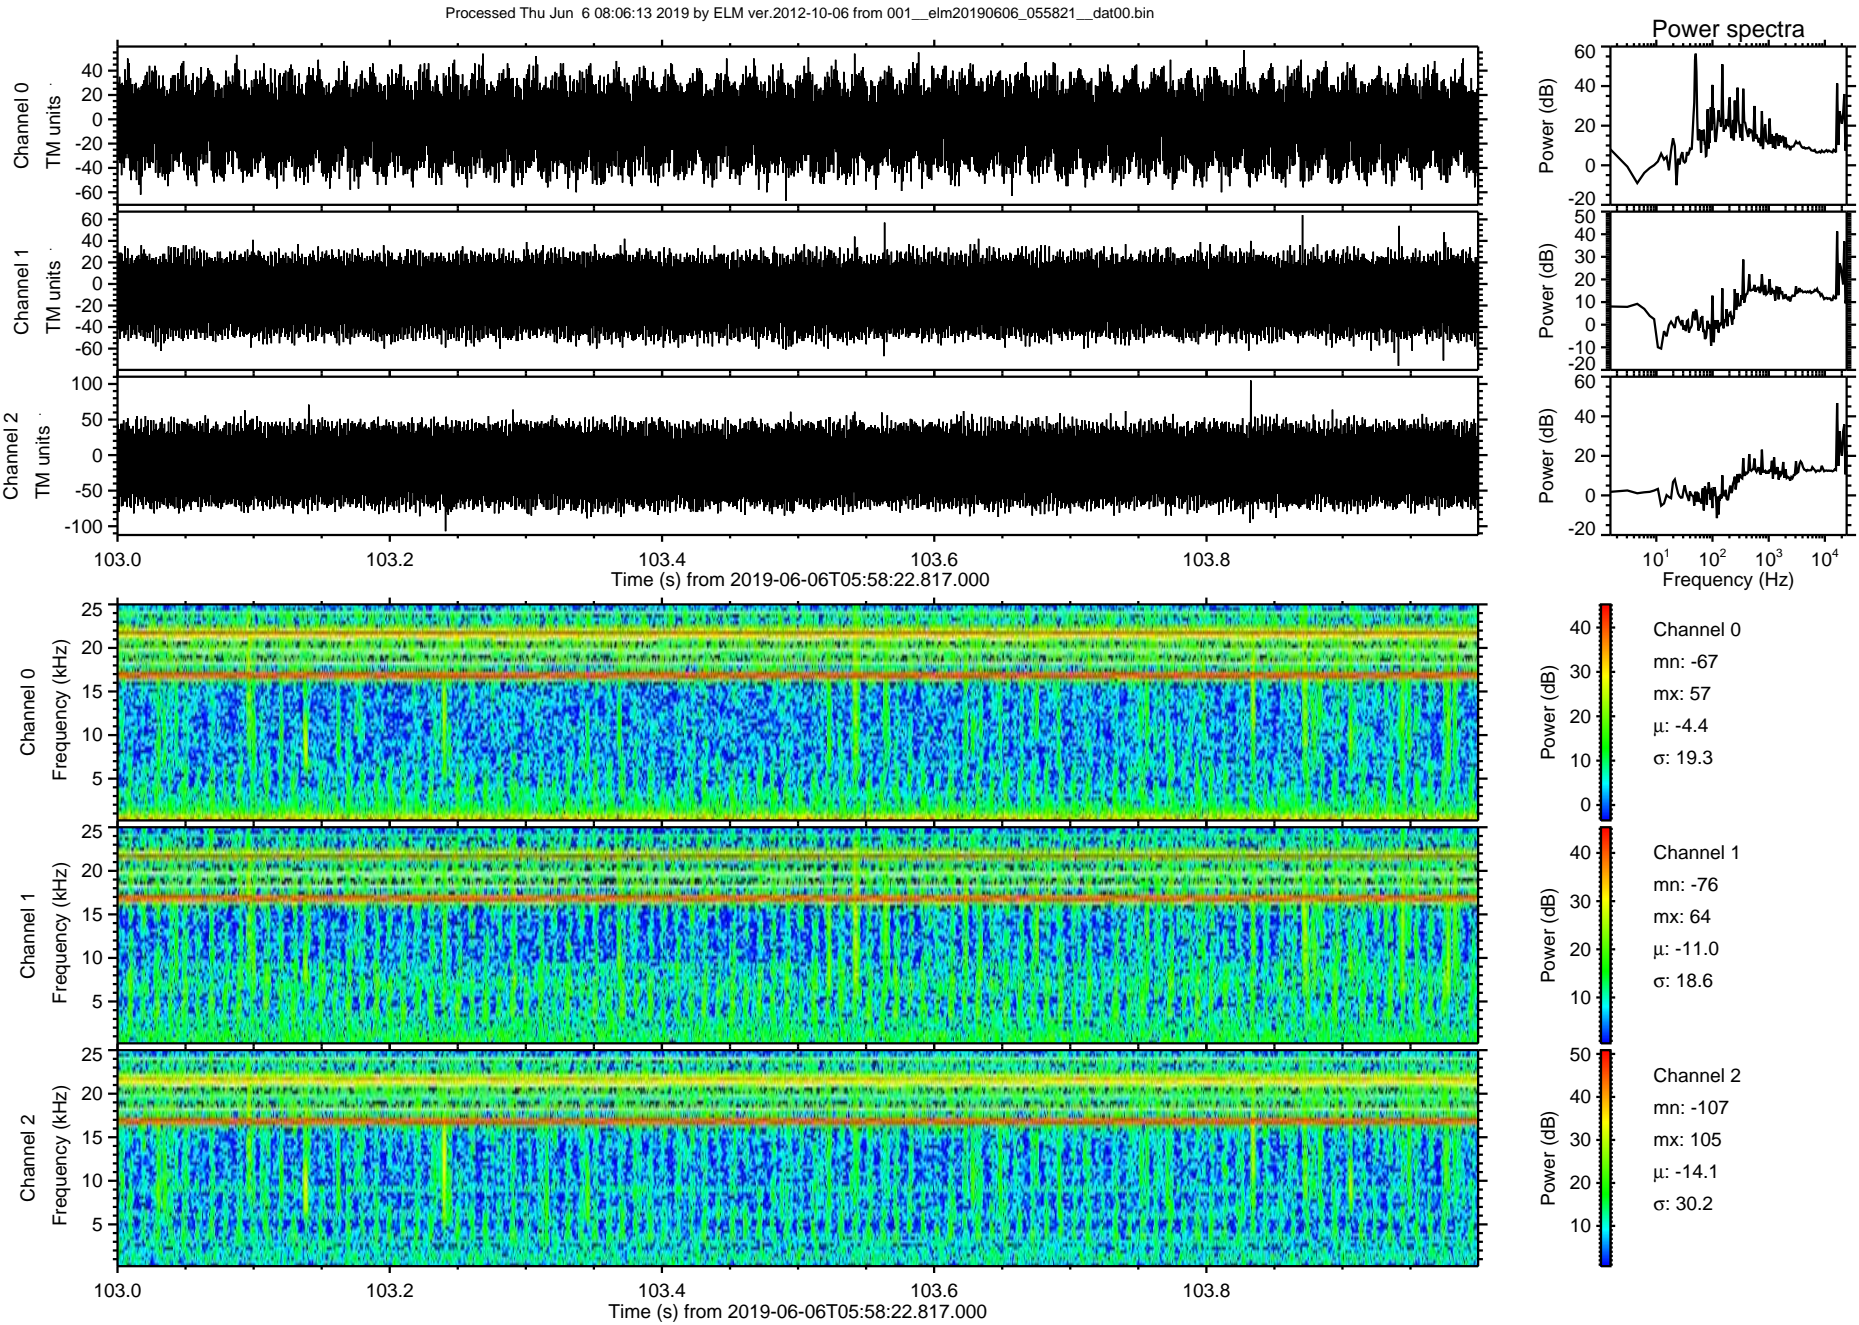 Processed Thu Jun  6 08:06:13 2019 by ELM ver.2012-10-06 from 001__elm20190606_055821__dat00.bin
Power spectra
Channel 0
TM units
40
20
0
-20
-40
-60
Power (dB)
60
40
20
0
-20
Channel 1
TM units
60
40
20
0
-20
-40
-60
Power (dB)
50
40
30
20
10
0
-10
-20
Channel 2
TM units
100
50
0
-50
-100
Power (dB)
60
40
20
0
-20
103.0 103.2 103.4 103.6 103.8
Time (s) from 2019-06-06T05:58:22.817.000
10¹ 10² 10³ 10⁴
Frequency (Hz)
Channel 0
Frequency (kHz)
25
20
15
10
5
Power (dB)
40
30
20
10
0
Channel 0
mn: -67
mx: 57
µ: -4.4
σ: 19.3
Channel 1
Frequency (kHz)
25
20
15
10
5
Power (dB)
40
30
20
10
Channel 1
mn: -76
mx: 64
µ: -11.0
σ: 18.6
Channel 2
Frequency (kHz)
25
20
15
10
5
Power (dB)
50
40
30
20
10
Channel 2
mn: -107
mx: 105
µ: -14.1
σ: 30.2
103.0 103.2 103.4 103.6 103.8
Time (s) from 2019-06-06T05:58:22.817.000